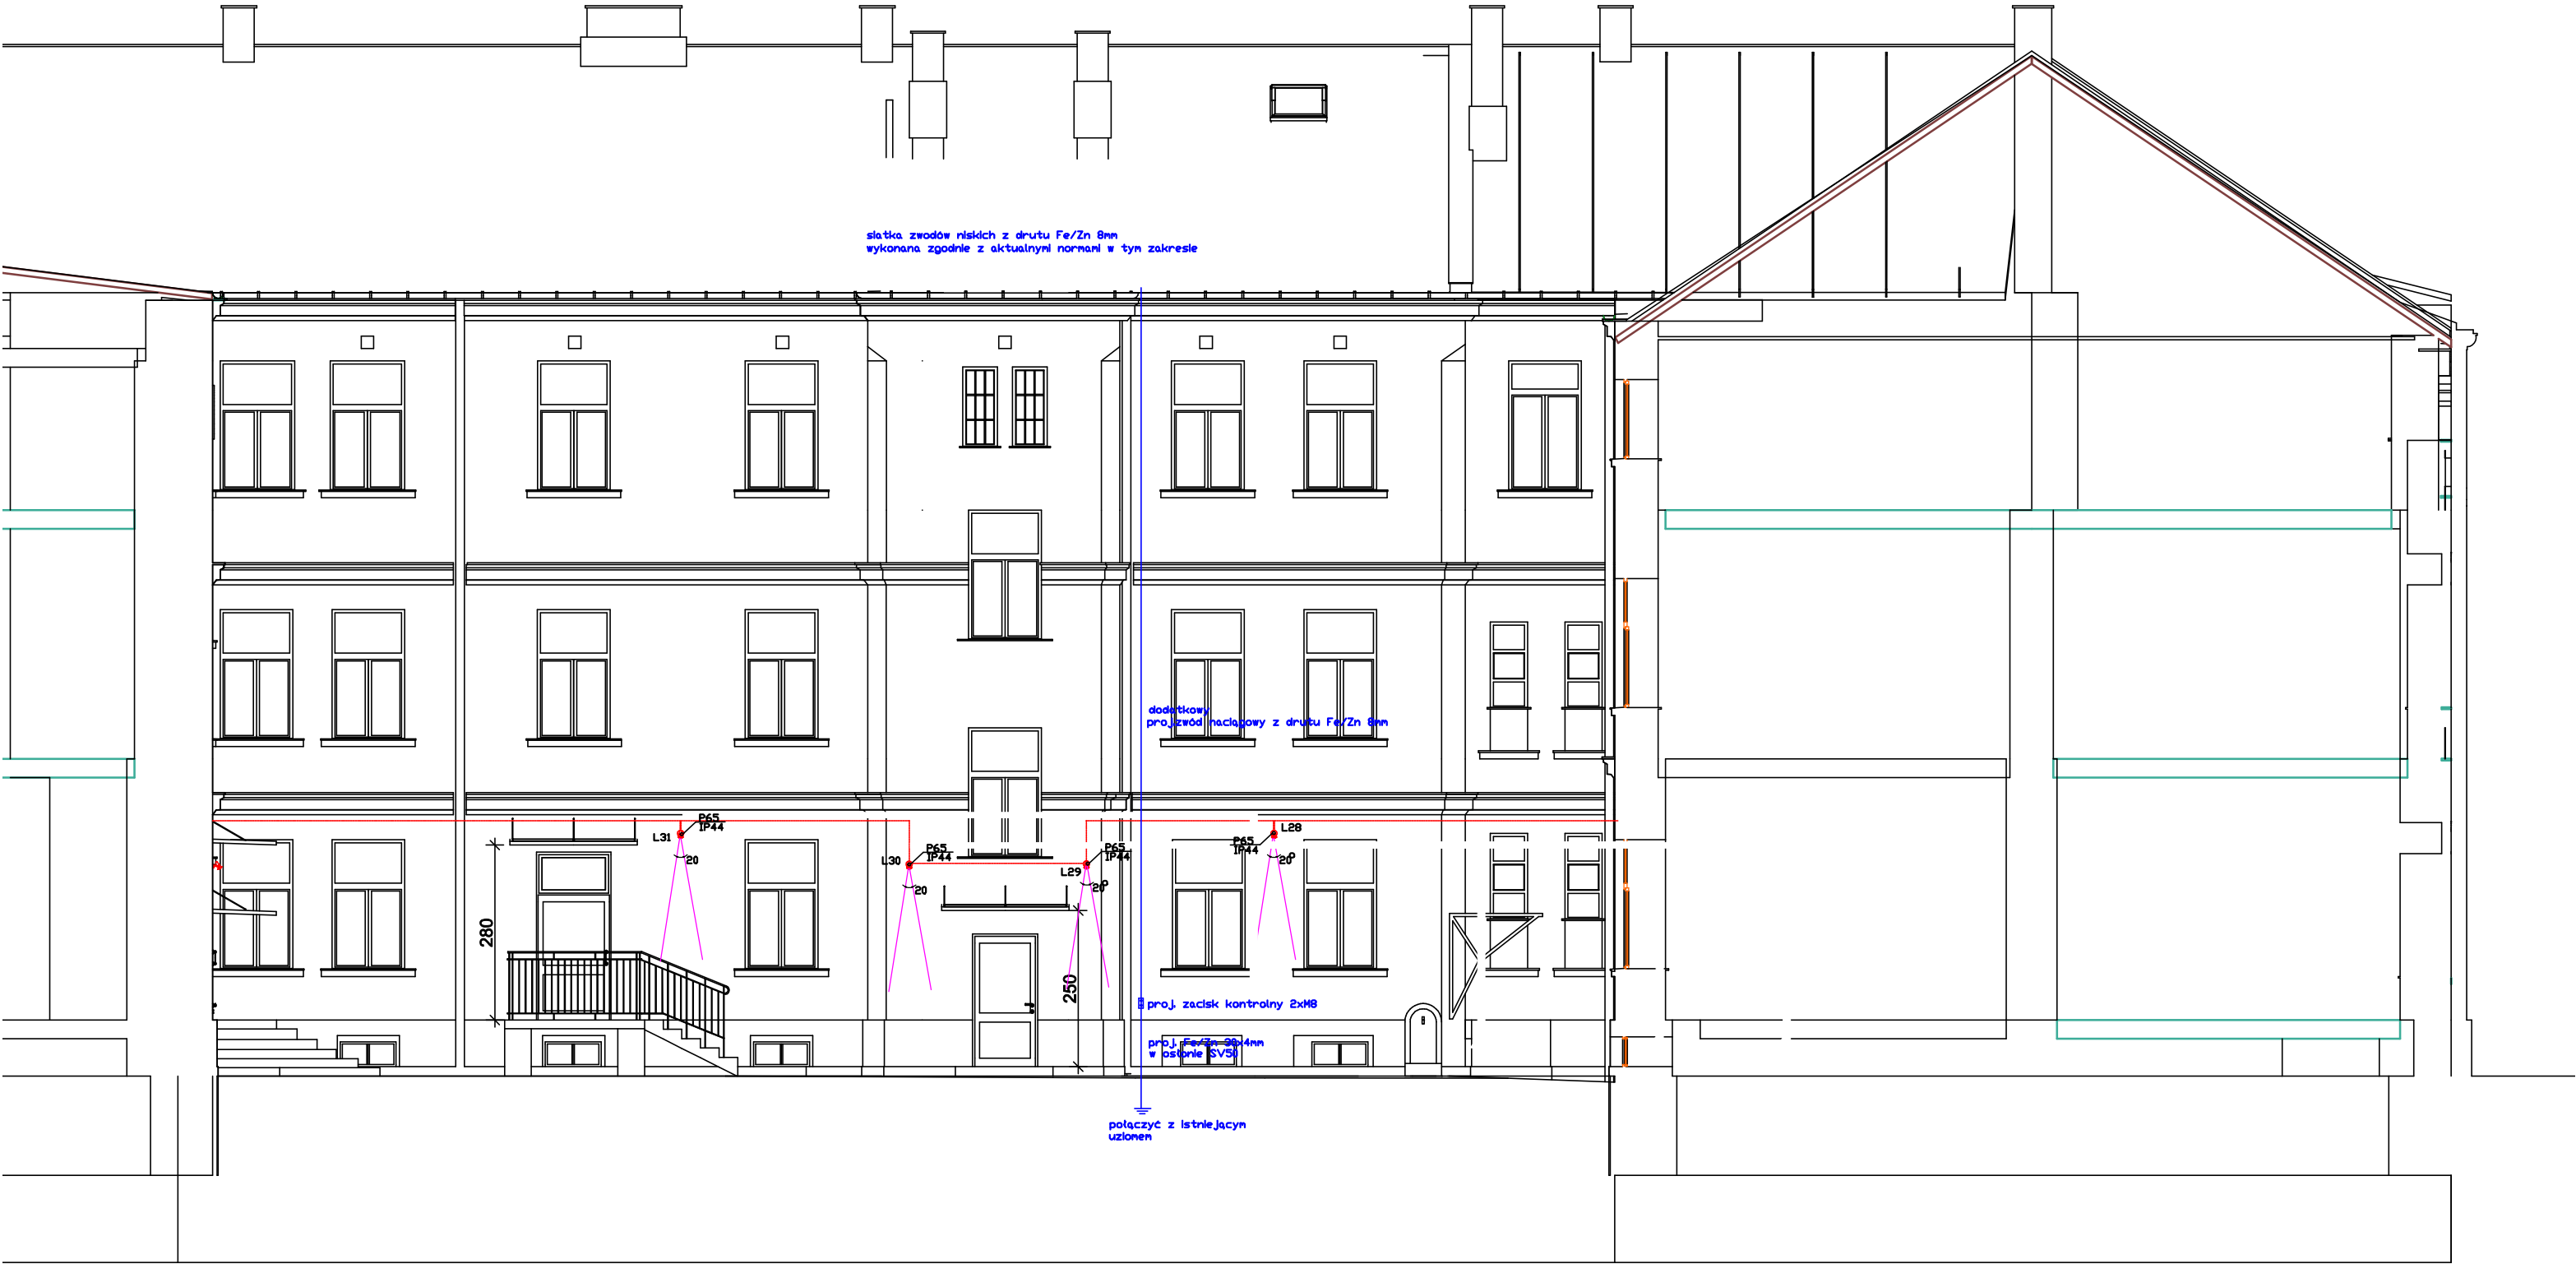 siatka zwodów niskich z drutu Fe/Zn 8mm
wykonana zgodnie z aktualnymi normami w tym zakresie
dodatkowy
proj.zwód naciągowy z drutu Fe/Zn 8mm
P65
IP44
L31
20
P65
IP44
L30
20
P65
IP44
L29
20°
L28
P65
IP44
20°
280
250
proj. zacisk kontrolny 2xM8
proj. Fe/Zn 30x4mm
w osłonie SV50
połączyć z istniejącym
uziomem